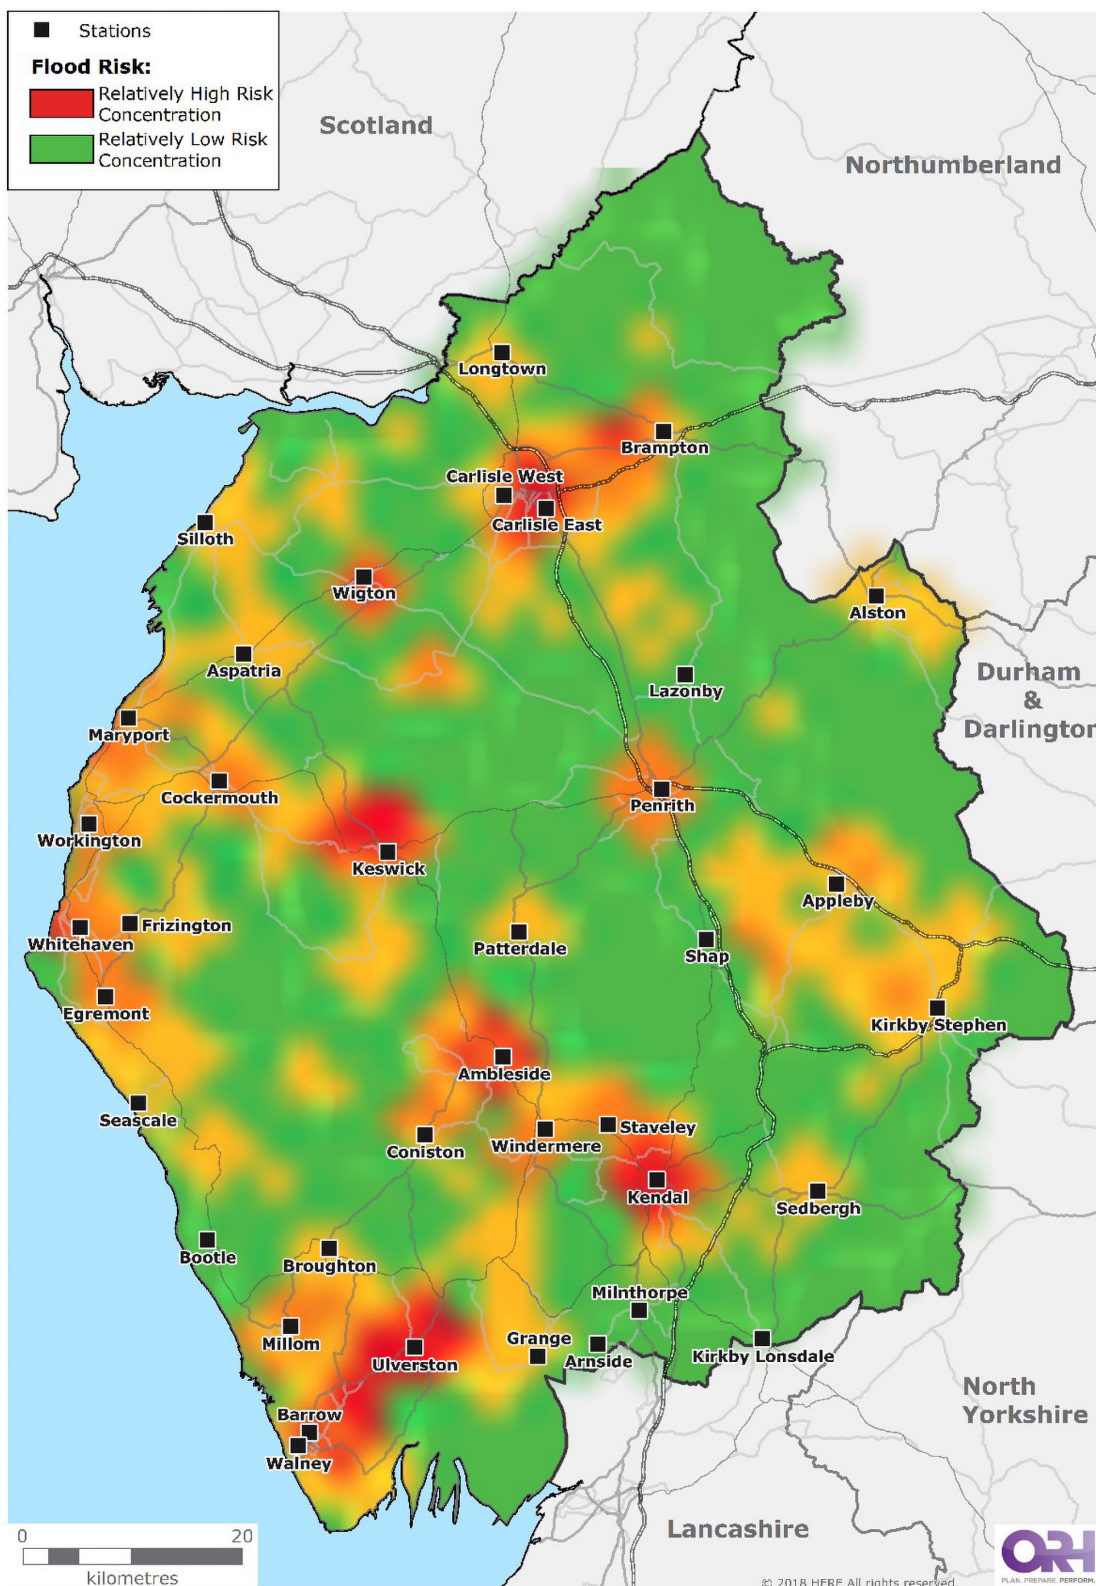 Stations
Flood Risk:
Relatively High Risk
Concentration
Relatively Low Risk
Concentration
Scotland
Northumberland
Longtown
Brampton
Carlisle West
Carlisle East
Silloth
Wigton
Alston
Aspatria
Lazonby
Durham
&
Darlington
Maryport
Cockermouth
Penrith
Workington
Keswick
Appleby
Frizington
Whitehaven
Patterdale
Shap
Egremont
Kirkby Stephen
Ambleside
Seascale
Staveley
Coniston
Windermere
Kendal
Sedbergh
Bootle
Broughton
Milnthorpe
Millom
Grange
Ulverston
Arnside
Kirkby Lonsdale
North
Yorkshire
Barrow
Walney
Lancashire
0 20
kilometres
ORH
PLAN. PREPARE. PERFORM.
© 2018 HERE All rights reserved